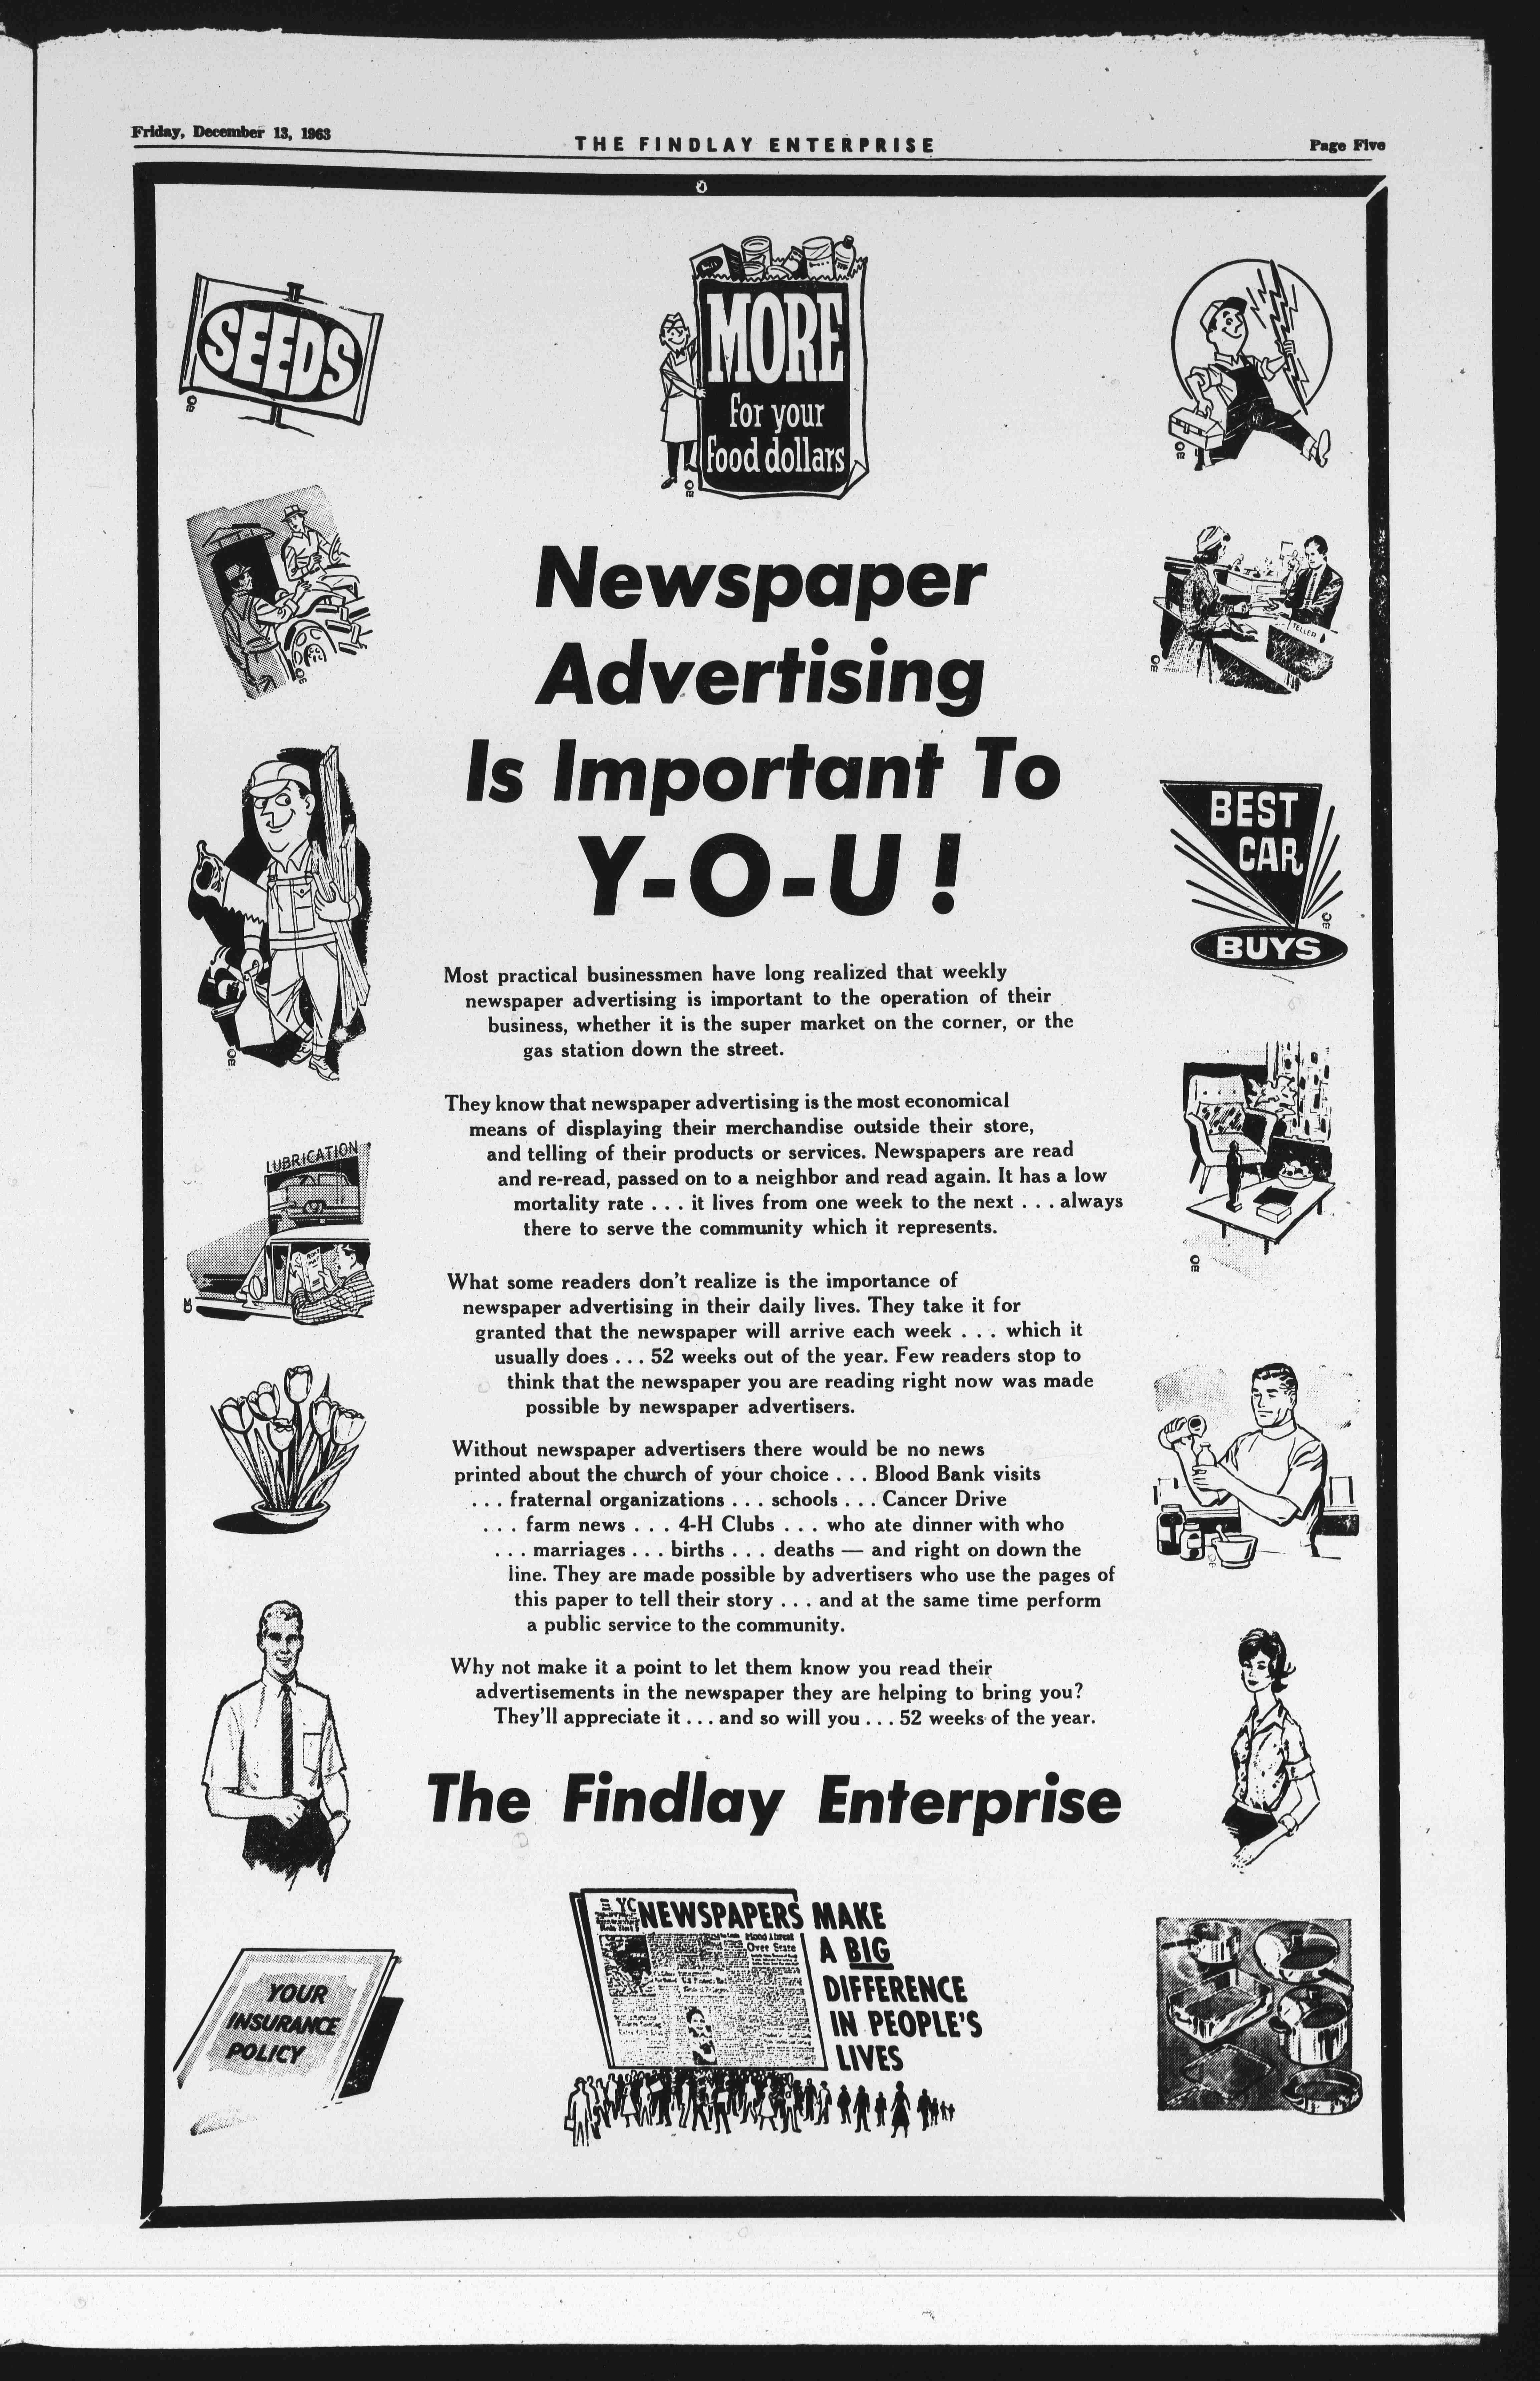 Friday, December 13, 1963
THE FINDLAY ENTERPRISE
Page Five
SEEDS
MORE
for your
food dollars
TELLER
BEST
CAR
BUYS
LUBRICATION
Newspaper
Advertising
Is Important To
Y-O-U!
Most practical businessmen have long realized that weekly
newspaper advertising is important to the operation of their
business, whether it is the super market on the corner, or the
gas station down the street.
They know that newspaper advertising is the most economical
means of displaying their merchandise outside their store,
and telling of their products or services. Newspapers are read
and re-read, passed on to a neighbor and read again. It has a low
mortality rate . . . it lives from one week to the next . . . always
there to serve the community which it represents.
What some readers don't realize is the importance of
newspaper advertising in their daily lives. They take it for
granted that the newspaper will arrive each week . . . which it
usually does . . . 52 weeks out of the year. Few readers stop to
think that the newspaper you are reading right now was made
possible by newspaper advertisers.
Without newspaper advertisers there would be no news
printed about the church of your choice . . . Blood Bank visits
. . . fraternal organizations . . . schools . . . Cancer Drive
. . . farm news . . . 4-H Clubs . . . who ate dinner with who
. . . marriages . . . births . . . deaths — and right on down the
line. They are made possible by advertisers who use the pages of
this paper to tell their story . . . and at the same time perform
a public service to the community.
Why not make it a point to let them know you read their
advertisements in the newspaper they are helping to bring you?
They'll appreciate it . . . and so will you . . . 52 weeks of the year.
The Findlay Enterprise
YOUR
INSURANCE
POLICY
NEWSPAPERS MAKE
A BIG
DIFFERENCE
IN PEOPLE'S
LIVES
Over State